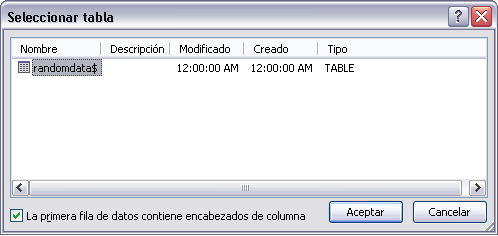 Seleccionar tabla
Nombre Descripción Modificado Creado Tipo
randomdata$ 12:00:00 AM 12:00:00 AM TABLE
La primera fila de datos contiene encabezados de columna
Aceptar Cancelar